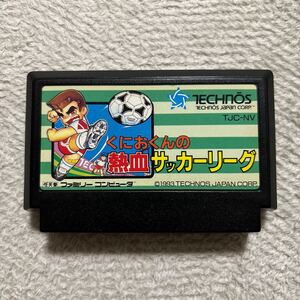 TECHNŌS
TECHNOS JAPAN CORP.
TJC-NV
くにおくんの
熱血サッカーリーグ
ファミリーコンピュータ
©1993 TECHNOS JAPAN CORP.